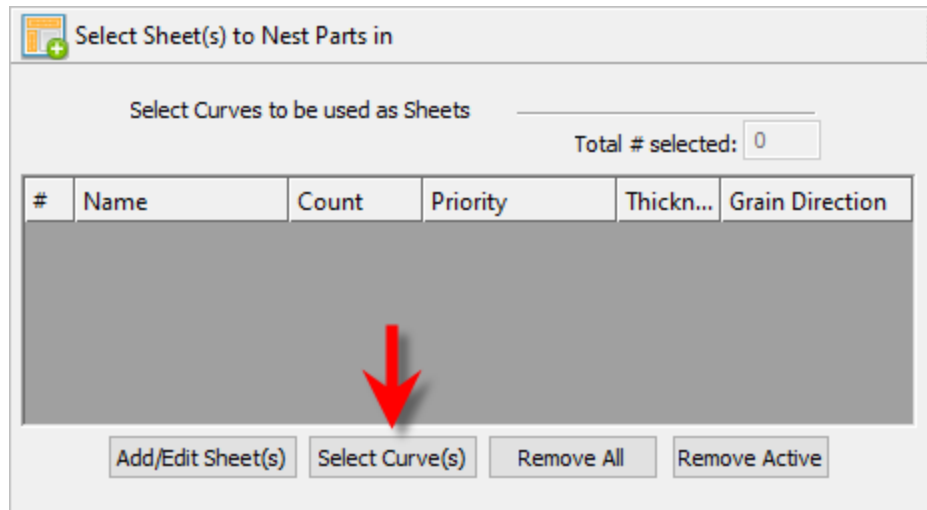 Select Sheet(s) to Nest Parts in
Select Curves to be used as Sheets
Total # selected: 0
# Name Count Priority Thickn... Grain Direction
Add/Edit Sheet(s) Select Curve(s) Remove All Remove Active